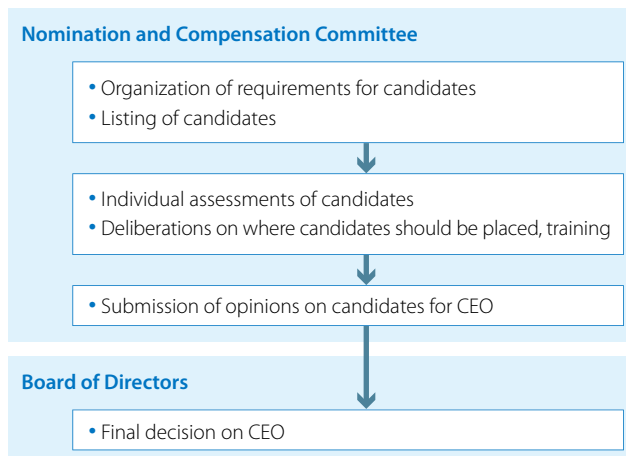 Nomination and Compensation Committee
• Organization of requirements for candidates
• Listing of candidates
• Individual assessments of candidates
• Deliberations on where candidates should be placed, training
• Submission of opinions on candidates for CEO
Board of Directors
• Final decision on CEO